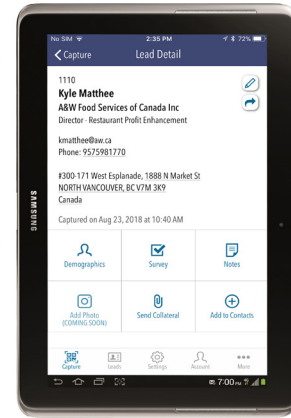 No SIM 2:35 PM 72%
Capture Lead Detail
1110
Kyle Matthee
A&W Food Services of Canada Inc
Director - Restaurant Profit Enhancement
kmatthee@aw.ca
Phone: 9575981770
#300-171 West Esplanade, 1888 N Market St
NORTH VANCOUVER, BC V7M 3K9
Canada
Captured on Aug 23, 2018 at 10:40 AM
SAMSUNG
Demographics Survey Notes
Add Photo
(COMING SOON) Send Collateral Add to Contacts
Capture Leads Settings Account More
7:00 PM